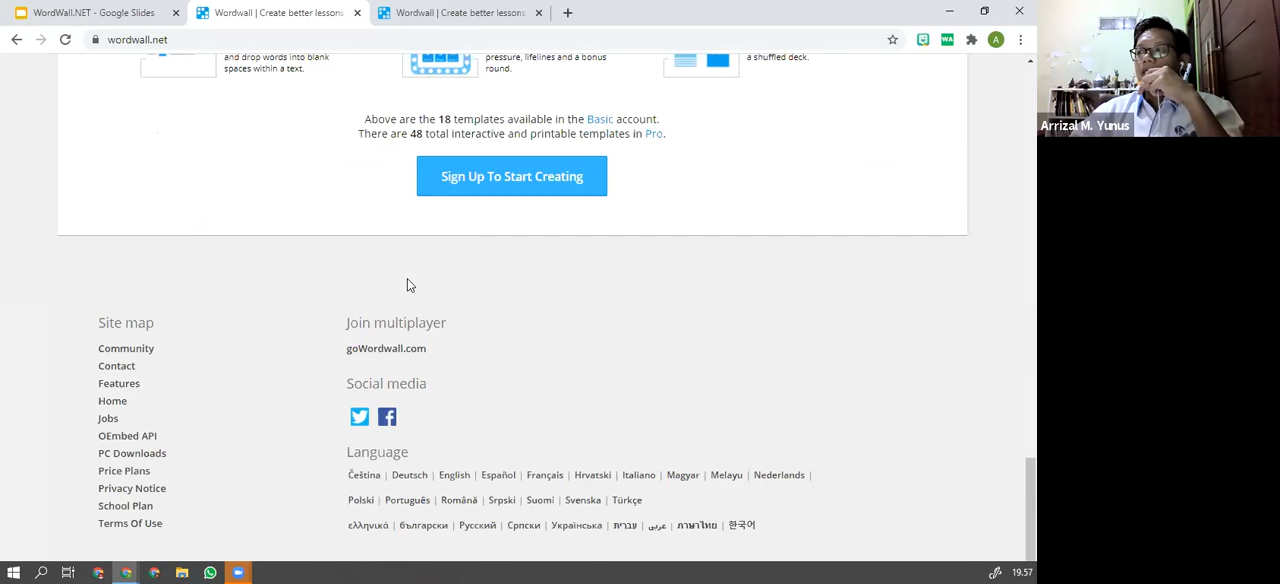 WordWall.NET - Google Slides
Wordwall | Create better lessons
Wordwall | Create better lessons
wordwall.net
and drop words into blank
spaces within a text.
pressure, lifelines and a bonus
round.
a shuffled deck.
Above are the 18 templates available in the Basic account.
There are 48 total interactive and printable templates in Pro.
Sign Up To Start Creating
Site map
Community
Contact
Features
Home
Jobs
OEmbed API
PC Downloads
Price Plans
Privacy Notice
School Plan
Terms Of Use
Join multiplayer
goWordwall.com
Social media
Language
Čeština | Deutsch | English | Español | Français | Hrvatski | Italiano | Magyar | Melayu | Nederlands |
Polski | Português | Română | Srpski | Suomi | Svenska | Türkçe
ελληνικά | български | Русский | Српски | Українська | עברית | عربى | ภาษาไทย | 한국어
Arrizal M. Yunus
WA
A
19.57